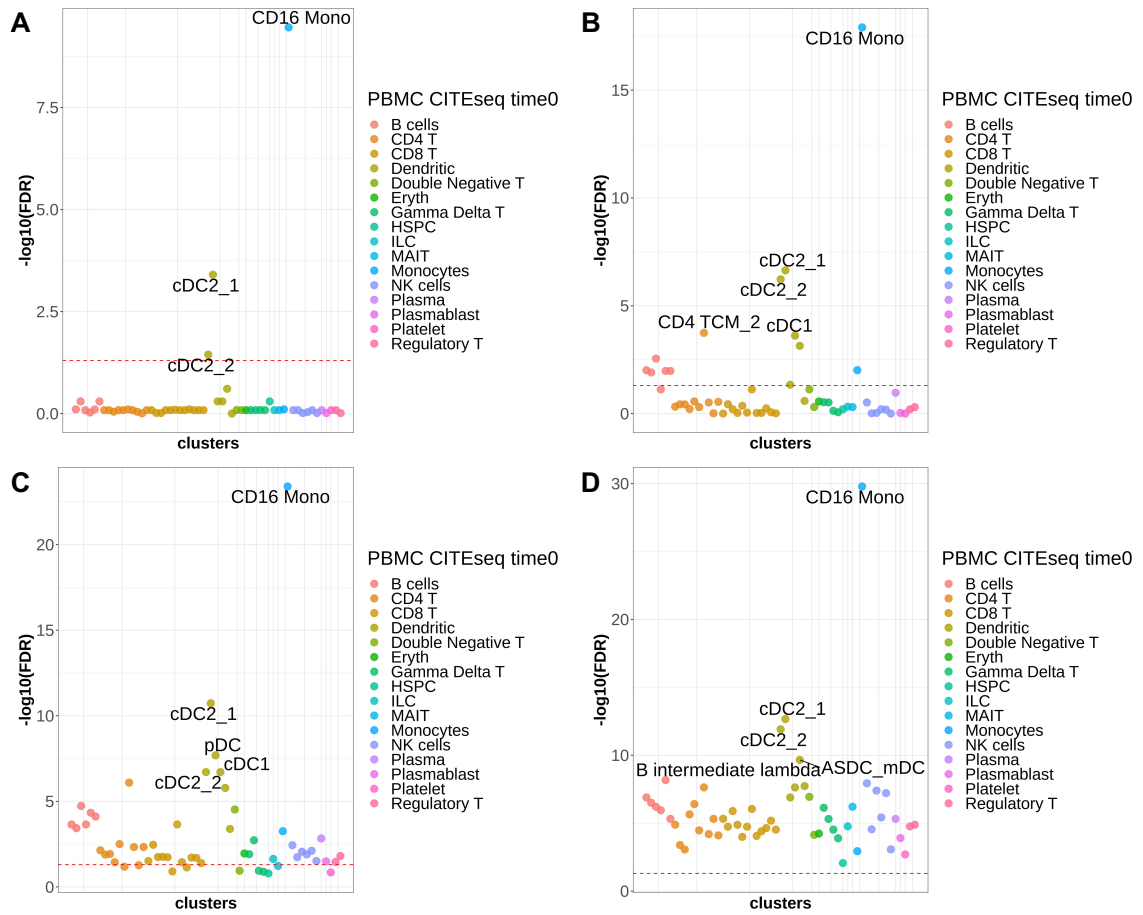 A
CD16 Mono
7.5
5.0
2.5
0.0
-log10(FDR)
cDC2_1
cDC2_2
clusters
PBMC CITEseq time0
B cells
CD4 T
CD8 T
Dendritic
Double Negative T
Eryth
Gamma Delta T
HSPC
ILC
MAIT
Monocytes
NK cells
Plasma
Plasmablast
Platelet
Regulatory T
B
CD16 Mono
15
10
5
0
-log10(FDR)
cDC2_1
cDC2_2
CD4 TCM_2
cDC1
clusters
PBMC CITEseq time0
B cells
CD4 T
CD8 T
Dendritic
Double Negative T
Eryth
Gamma Delta T
HSPC
ILC
MAIT
Monocytes
NK cells
Plasma
Plasmablast
Platelet
Regulatory T
C
CD16 Mono
20
15
10
5
0
-log10(FDR)
cDC2_1
pDC
cDC1
cDC2_2
clusters
PBMC CITEseq time0
B cells
CD4 T
CD8 T
Dendritic
Double Negative T
Eryth
Gamma Delta T
HSPC
ILC
MAIT
Monocytes
NK cells
Plasma
Plasmablast
Platelet
Regulatory T
D
CD16 Mono
30
20
10
0
-log10(FDR)
cDC2_1
cDC2_2
B intermediate lambda
ASDC_mDC
clusters
PBMC CITEseq time0
B cells
CD4 T
CD8 T
Dendritic
Double Negative T
Eryth
Gamma Delta T
HSPC
ILC
MAIT
Monocytes
NK cells
Plasma
Plasmablast
Platelet
Regulatory T